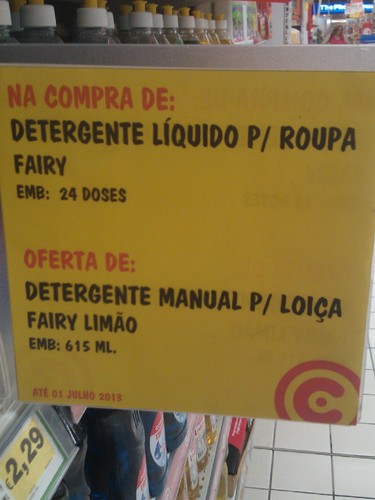 NA COMPRA DE:
DETERGENTE LÍQUIDO P/ ROUPA
FAIRY
EMB: 24 DOSES
OFERTA DE:
DETERGENTE MANUAL P/ LOIÇA
FAIRY LIMÃO
EMB: 615 ML.
ATÉ 01 JULHO 2013
€2,29